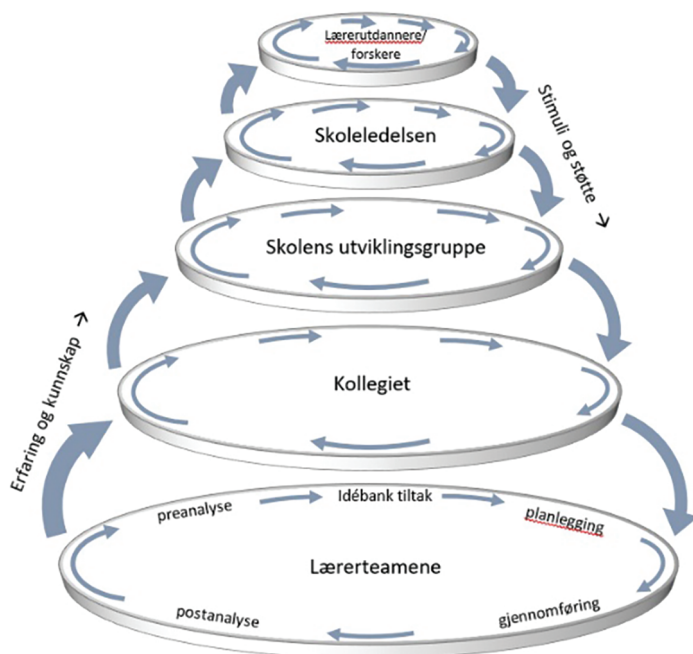 Lærerutdannere/
forskere
Skoleledelsen
Stimuli og støtte →
Skolens utviklingsgruppe
Erfaring og kunnskap →
Kollegiet
preanalyse
Idébank tiltak
planlegging
Lærerteamene
postanalyse
gjennomføring